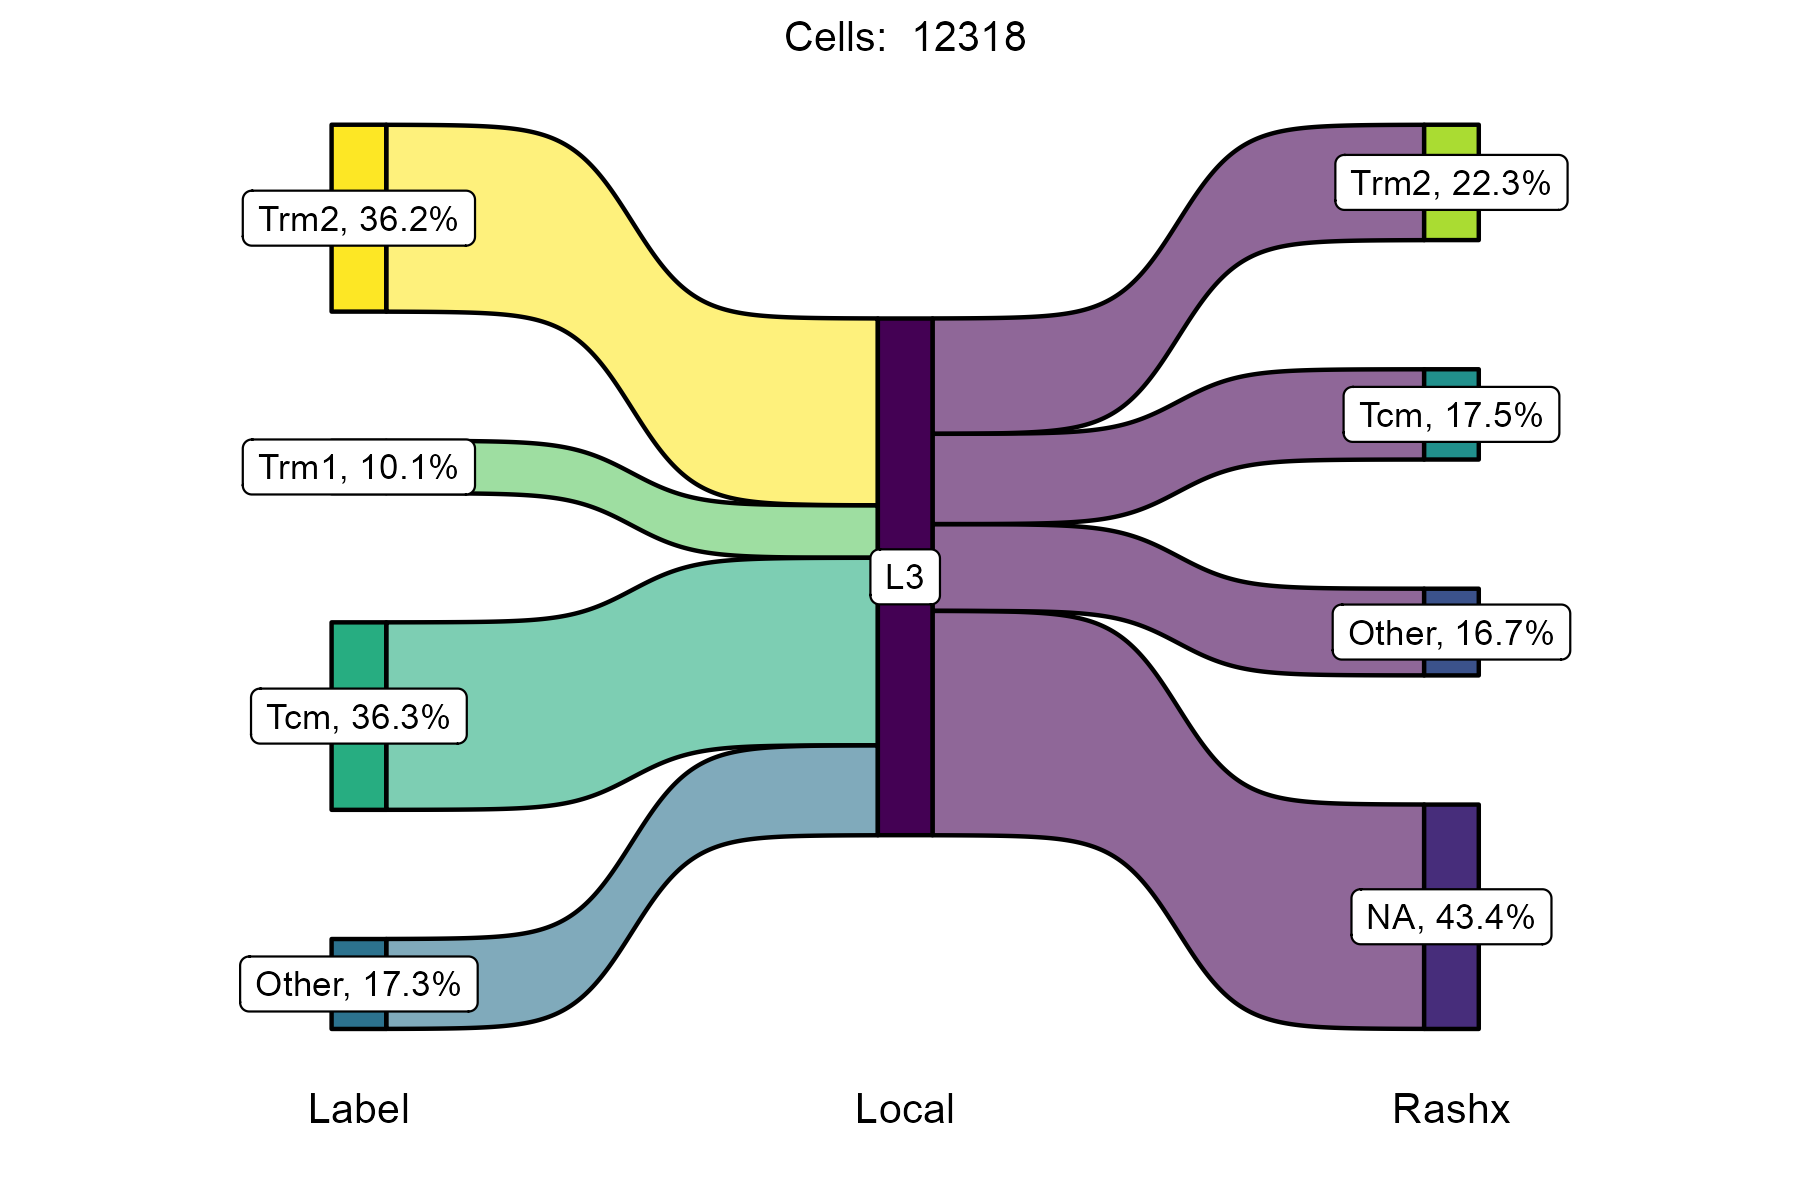 Cells:  12318
Trm2, 36.2%
Trm1, 10.1%
Tcm, 36.3%
Other, 17.3%
L3
Trm2, 22.3%
Tcm, 17.5%
Other, 16.7%
NA, 43.4%
Label
Local
Rashx